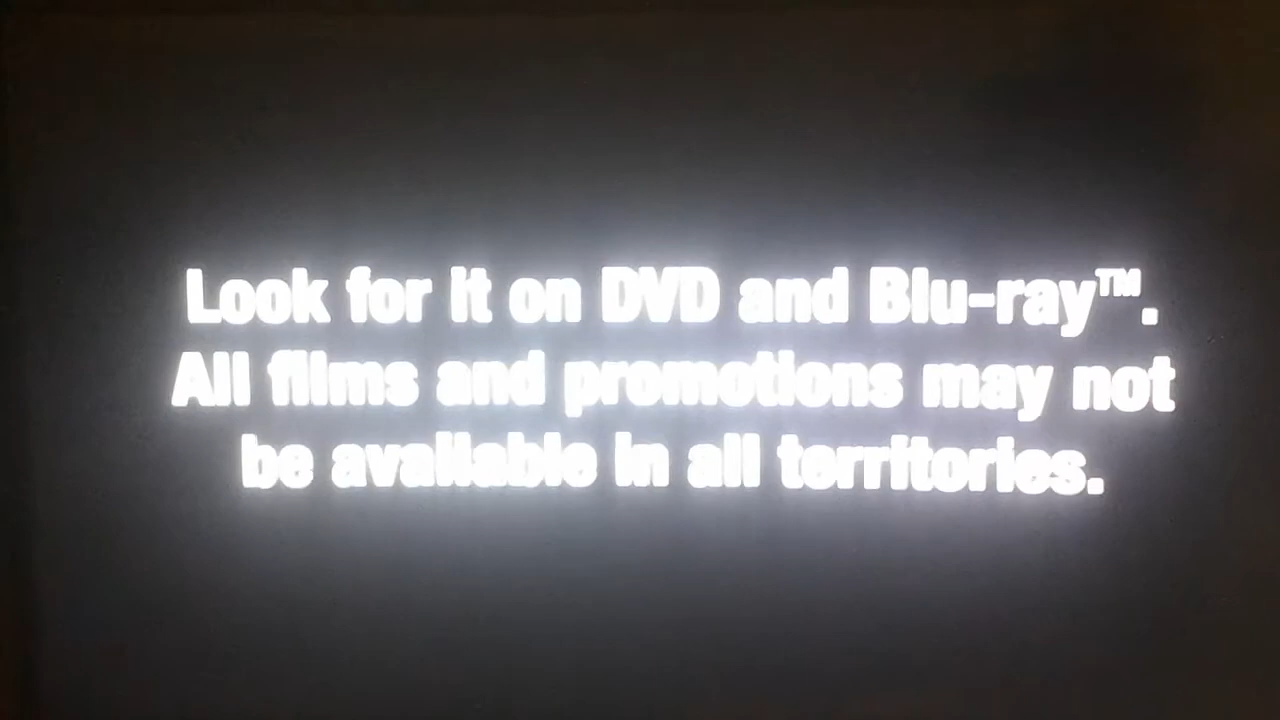 Look for it on DVD and Blu-ray™.
All films and promotions may not
be available in all territories.